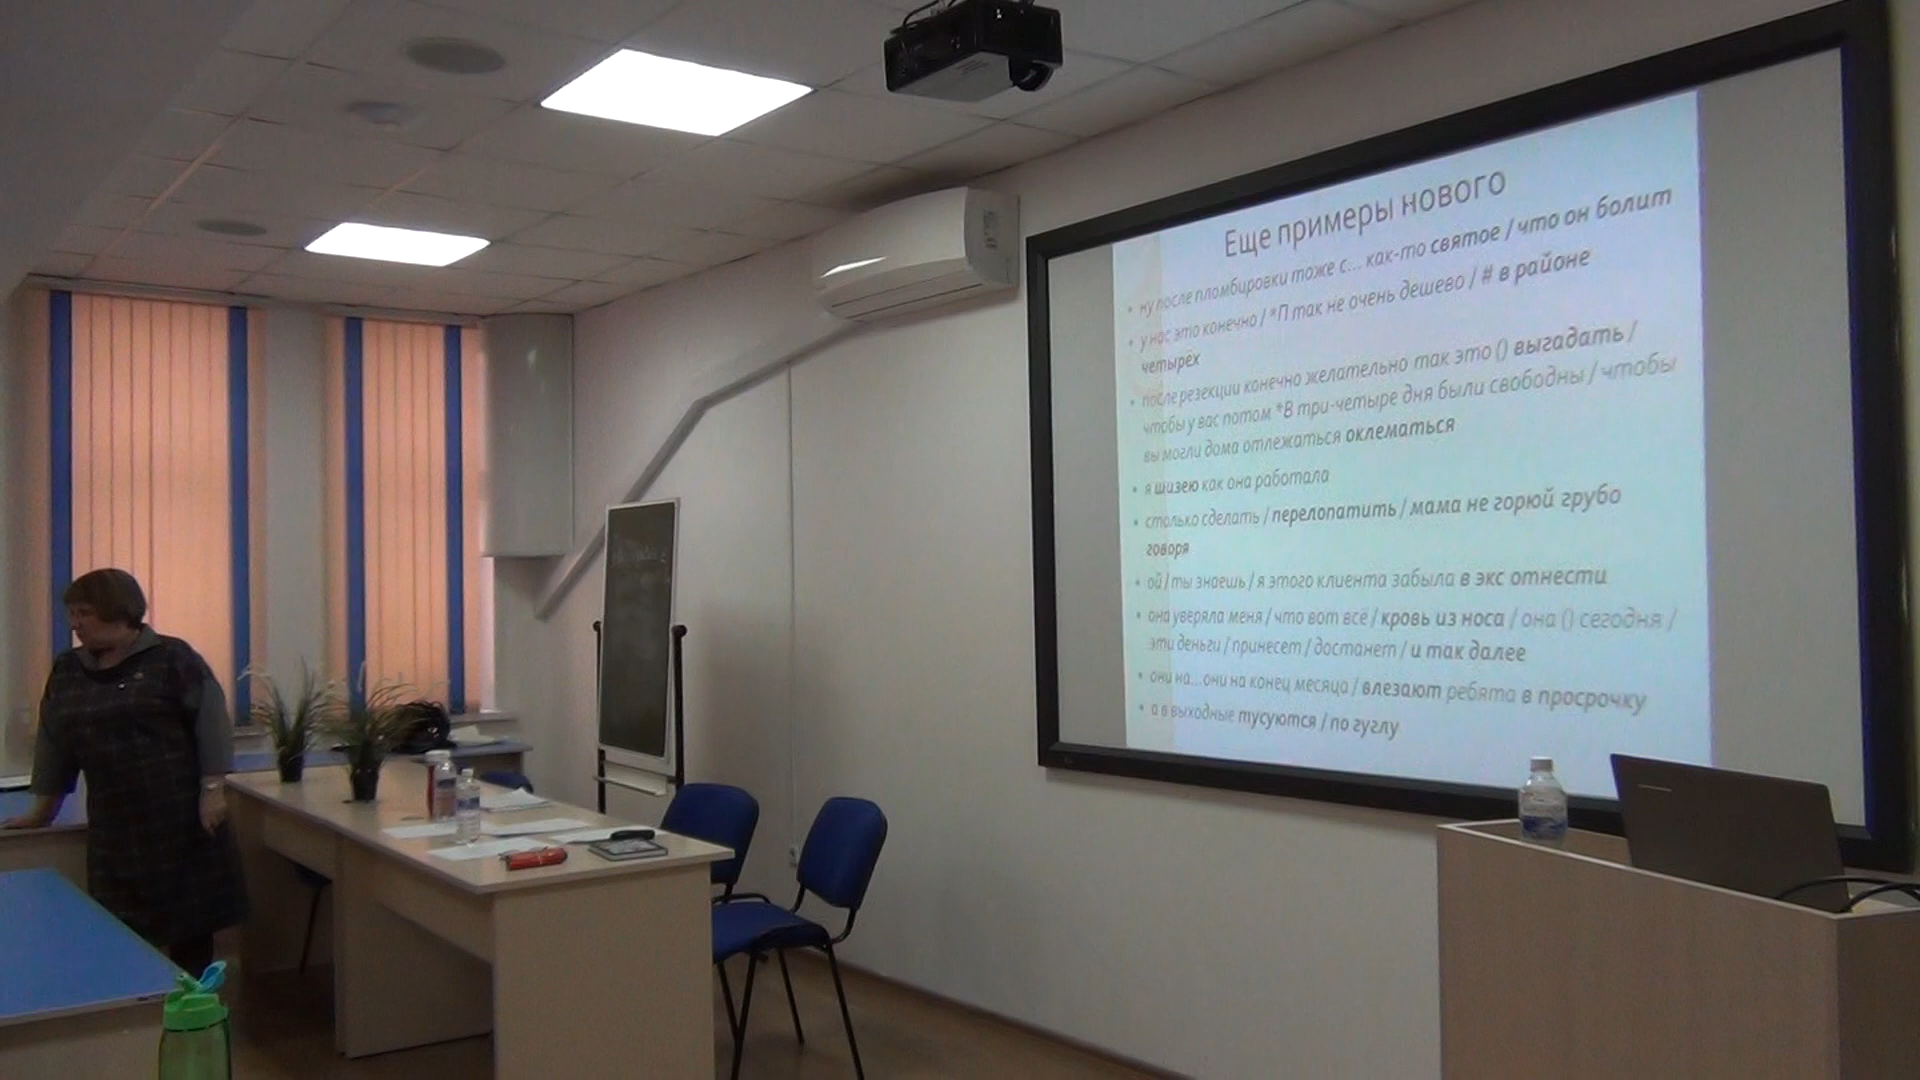 Еще примеры нового
• ну после пломбировки тоже с... как-то святое / что он болит
• у нас это конечно / *П так не очень дёшево / # в районе
четырёх
• после резекции конечно желательно так это () выгадать /
чтобы у вас потом *В три-четыре дня были свободны / чтобы
вы могли дома отлежаться оклематься
• я шизею как она работала
• столько сделать / перелопатить / мама не горюй грубо
говоря
• ой / ты знаешь / я этого клиента забыла в экс отнести
• она уверяла меня / что вот всё / кровь из носа / она () сегодня /
эти деньги / принесет / достанет / и так далее
• они на...они на конец месяца / влезают ребята в просрочку
• а в выходные тусуются / по гуглу